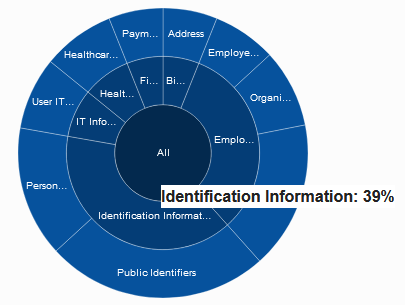 Paym...
Address
Healthcar...
Employe...
Fi...
Bi...
Healt...
Organi...
User IT...
IT Info...
Emplo...
All
Person...
Identification Information: 39%
Identification Informat...
Public Identifiers